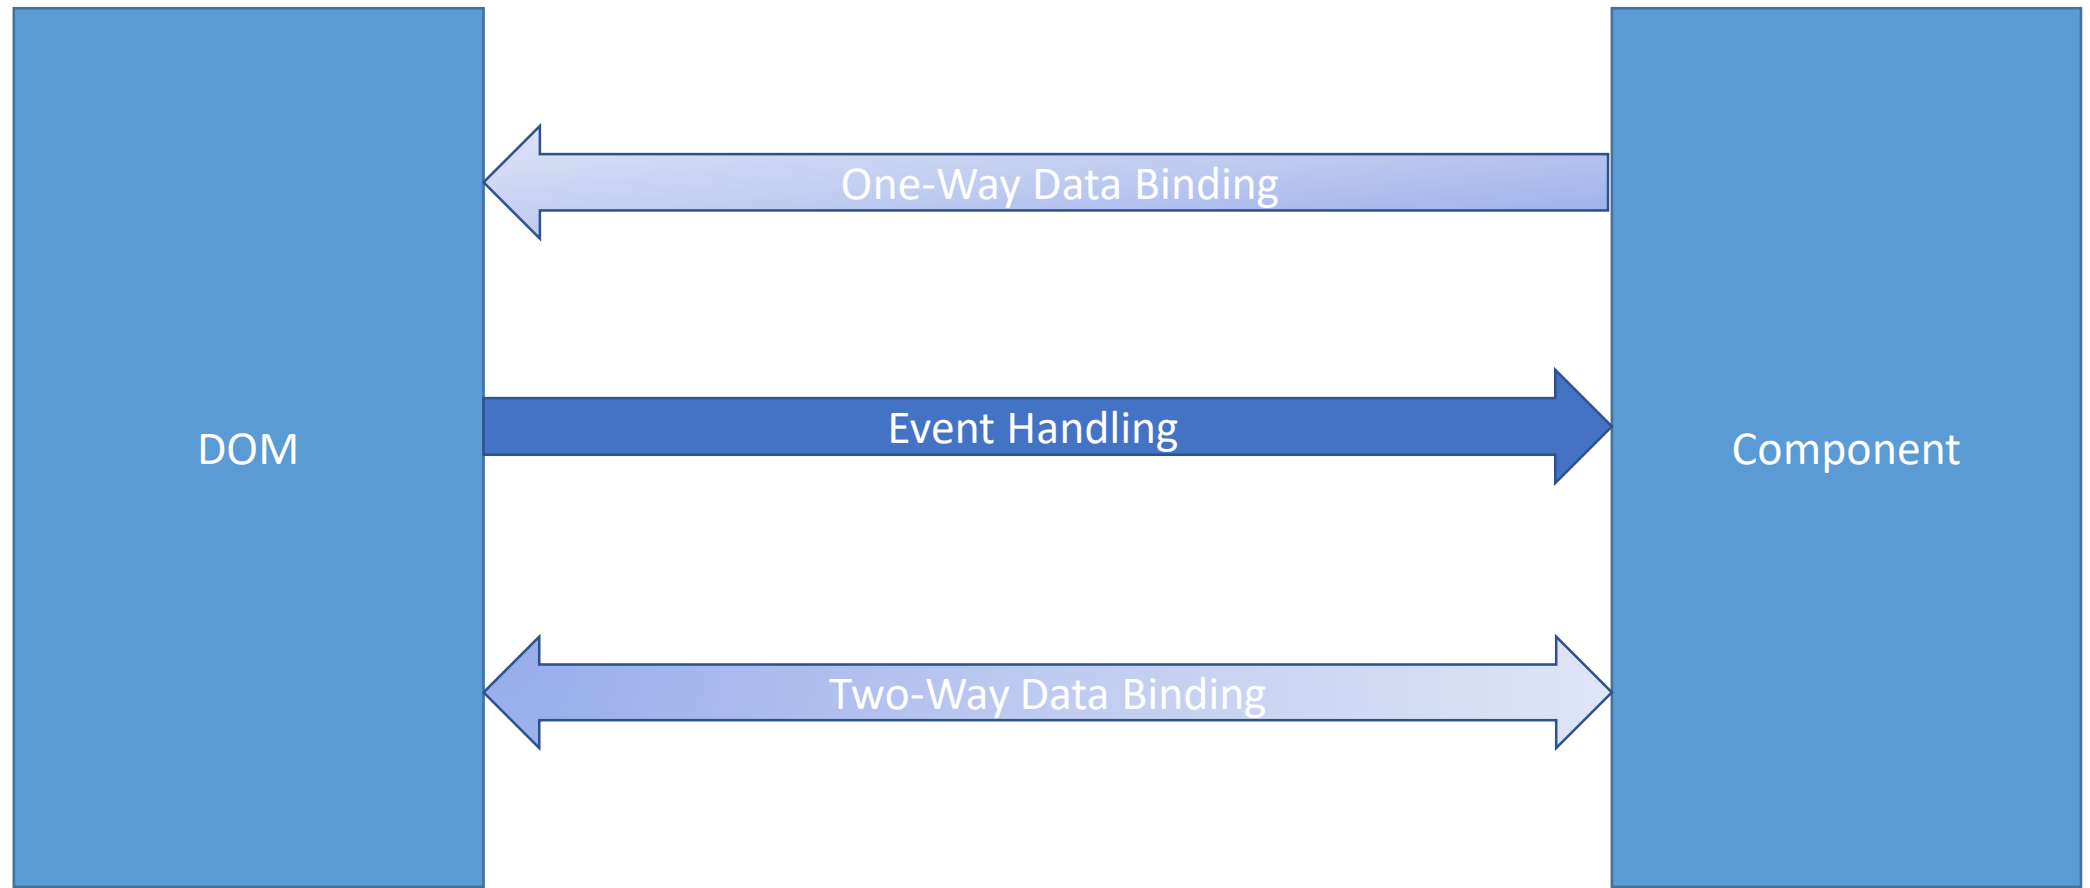 One-Way Data Binding
Event Handling
DOM
Component
Two-Way Data Binding